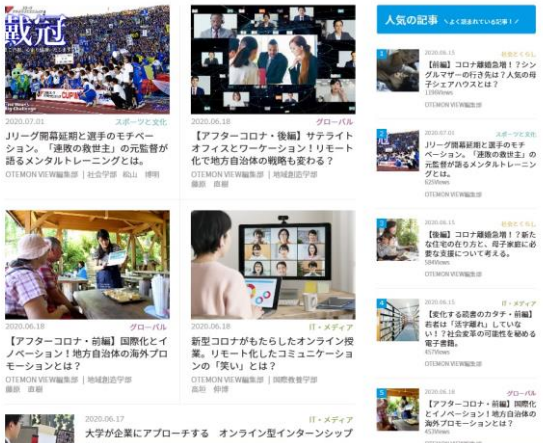 戴冠
2020.07.01
スポーツと文化
Jリーグ開幕延期と選手のモチベー
ション。「連敗の救世主」の元監督が
語るメンタルトレーニングとは。
OTEMON VIEW編集部 | 社会学部 松山 博明
2020.06.18
グローバル
【アフターコロナ・後編】サテライト
オフィスとワーケーション！リモート
化で地方自治体の戦略も変わる？
OTEMON VIEW編集部 | 地域創造学部
藤原 直樹
2020.06.18
グローバル
【アフターコロナ・前編】国際化とイ
ノベーション！地方自治体の海外プロ
モーションとは？
OTEMON VIEW編集部 | 地域創造学部
藤原 直樹
2020.06.18
IT・メディア
新型コロナがもたらしたオンライン授
業。リモート化したコミュニケーショ
ンの「笑い」とは？
OTEMON VIEW編集部 | 国際教養学部
高垣 伸博
2020.06.17
IT・メディア
大学が企業にアプローチする オンライン型インターンシップ
人気の記事 ＼よく読まれている記事！／
1
2020.06.15
社会とくらし
【前編】コロナ離婚急増！？シン
グルマザーの行き先は？人気の母
子シェアハウスとは？
OTEMON VIEW編集部
2
2020.07.01
スポーツと文化
Jリーグ開幕延期と選手のモチ
ベーション。「連敗の救世主」の
元監督が語るメンタルトレーニン
グとは。
625Views
OTEMON VIEW編集部
3
2020.06.15
社会とくらし
【後編】コロナ離婚急増！？新た
な住宅の在り方と、母子家庭に必
要な支援について考える。
OTEMON VIEW編集部
4
2020.06.15
IT・メディア
【変化する読書のカタチ・前編】
若者は「活字離れ」していな
い！？社会変革の可能性を秘める
電子書籍。
457Views
OTEMON VIEW編集部
5
2020.06.18
グローバル
【アフターコロナ・前編】国際化
とイノベーション！地方自治体の
海外プロモーションとは？